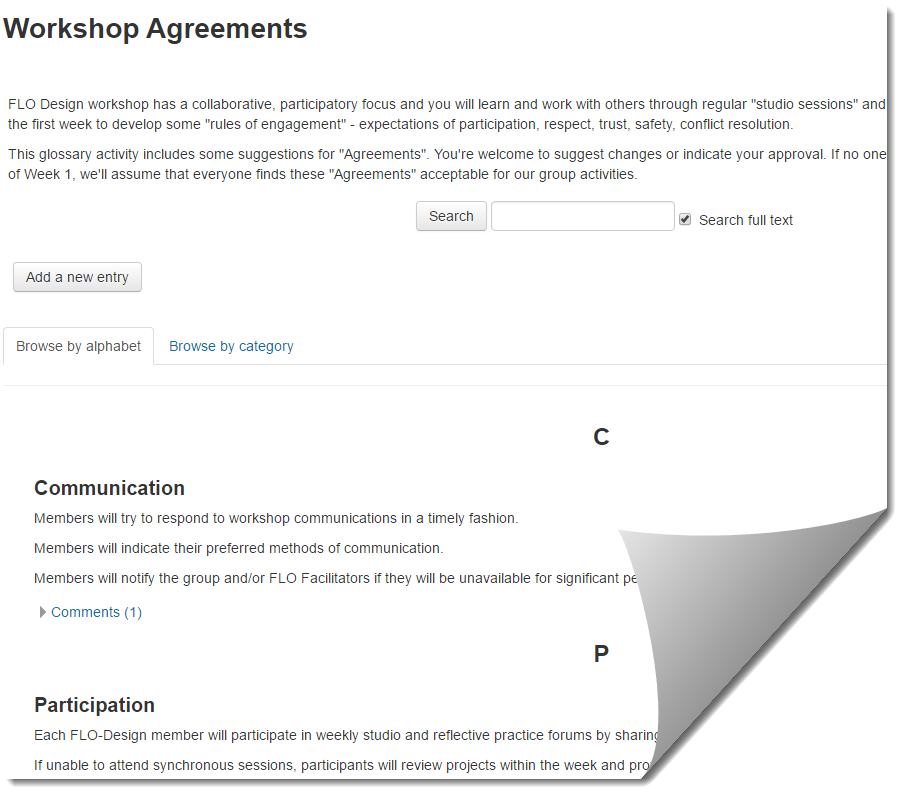 Workshop Agreements
FLO Design workshop has a collaborative, participatory focus and you will learn and work with others through regular "studio sessions" and
the first week to develop some "rules of engagement" - expectations of participation, respect, trust, safety, conflict resolution.
This glossary activity includes some suggestions for "Agreements". You're welcome to suggest changes or indicate your approval. If no one
of Week 1, we'll assume that everyone finds these "Agreements" acceptable for our group activities.
Search Search full text
Add a new entry
Browse by alphabet Browse by category
C
Communication
Members will try to respond to workshop communications in a timely fashion.
Members will indicate their preferred methods of communication.
Members will notify the group and/or FLO Facilitators if they will be unavailable for significant
Comments (1)
P
Participation
Each FLO-Design member will participate in weekly studio and reflective practice forums by sharing
If unable to attend synchronous sessions, participants will review projects within the week and